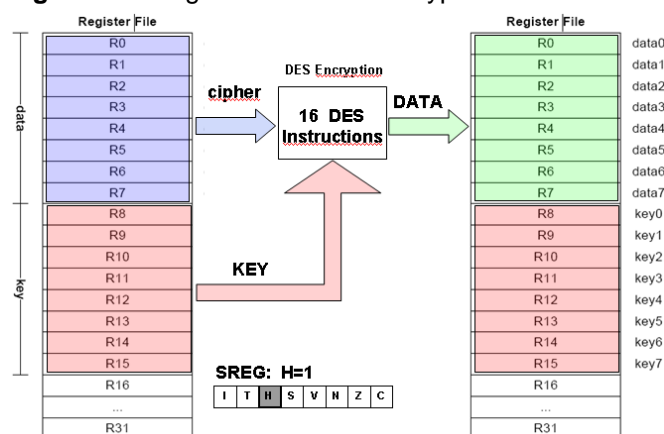 Register File
R0
R1
R2
R3
R4
R5
R6
R7
R8
R9
R10
R11
R12
R13
R14
R15
R16
...
R31
data
key
cipher
DES Encryption
16 DES
Instructions
DATA
KEY
SREG: H=1
I T H S V N Z C
Register File
R0 data0
R1 data1
R2 data2
R3 data3
R4 data4
R5 data5
R6 data6
R7 data7
R8 key0
R9 key1
R10 key2
R11 key3
R12 key4
R13 key5
R14 key6
R15 key7
R16
...
R31